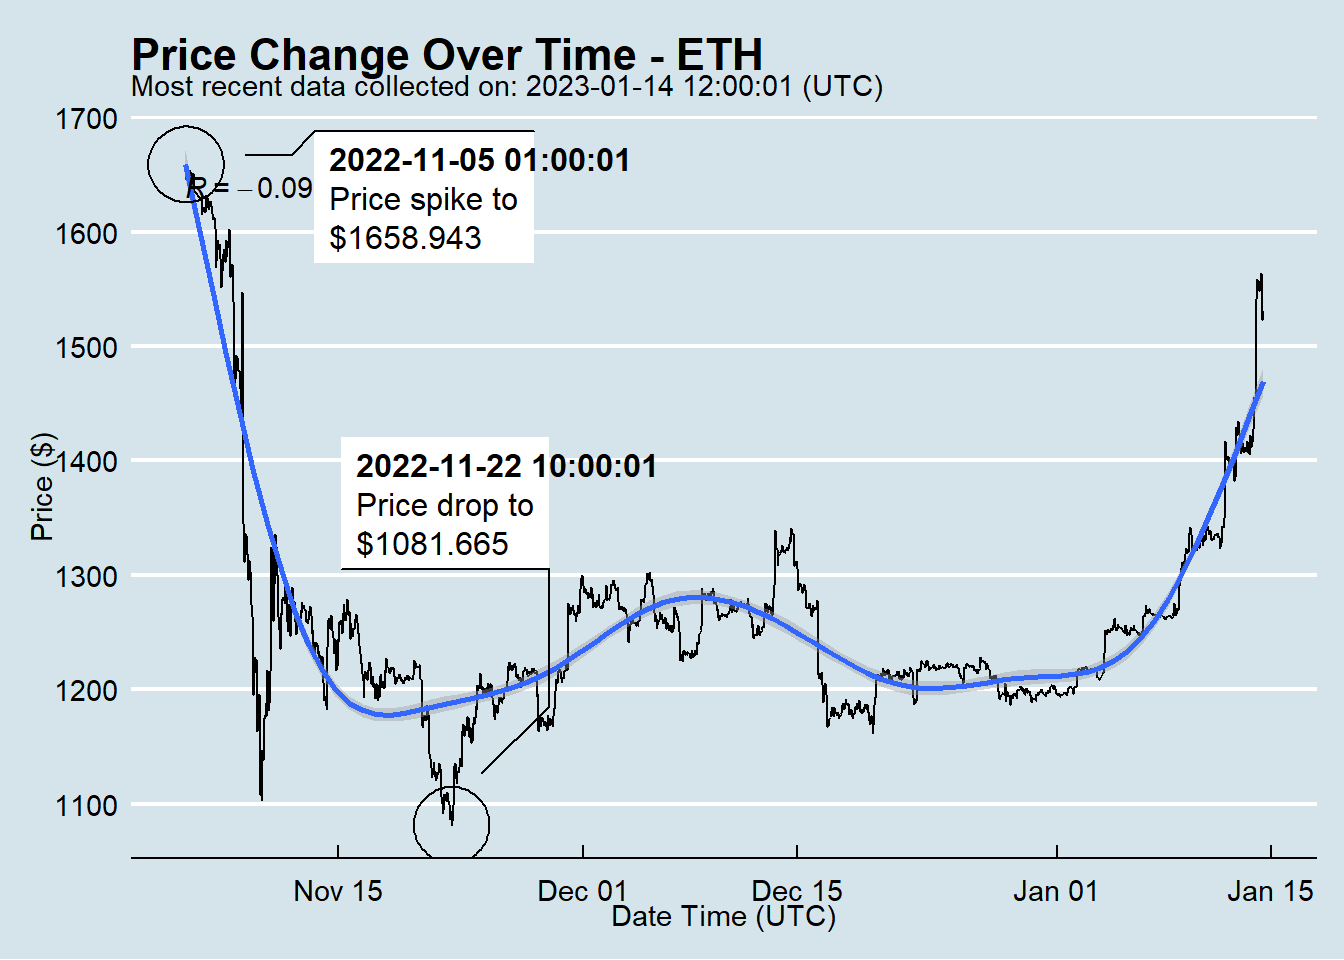 Price Change Over Time - ETH
Most recent data collected on: 2023-01-14 12:00:01 (UTC)
1700
1600
1500
1400
1300
1200
1100
Price ($)
R = −0.09
2022-11-05 01:00:01
Price spike to
$1658.943
2022-11-22 10:00:01
Price drop to
$1081.665
Nov 15
Dec 01
Dec 15
Jan 01
Jan 15
Date Time (UTC)